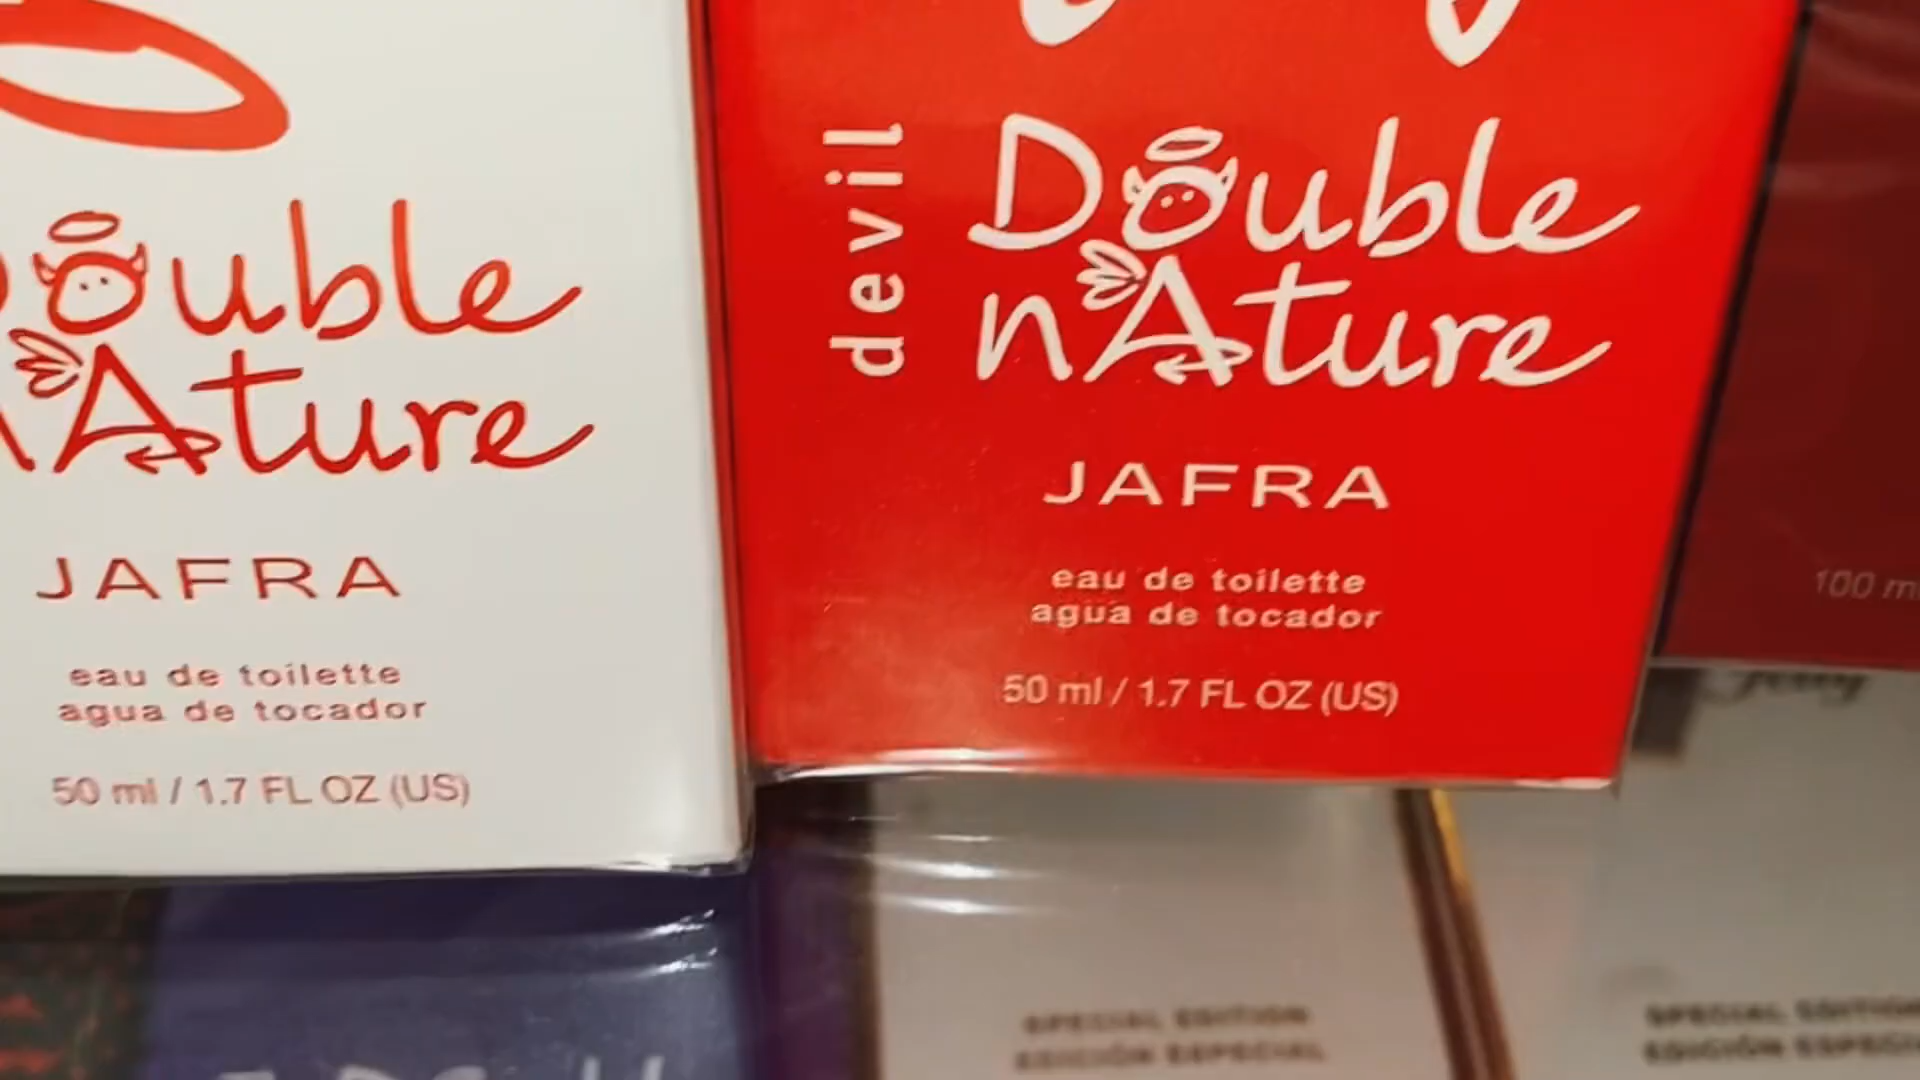 Double
nAture
JAFRA
eau de toilette
agua de tocador
50 ml / 1.7 FL OZ (US)
devil
Double
nAture
JAFRA
eau de toilette
agua de tocador
50 ml / 1.7 FL OZ (US)
100 ml
SPECIAL EDITION
EDICIÓN ESPECIAL
SPECIAL EDITION
EDICIÓN ESPECIAL